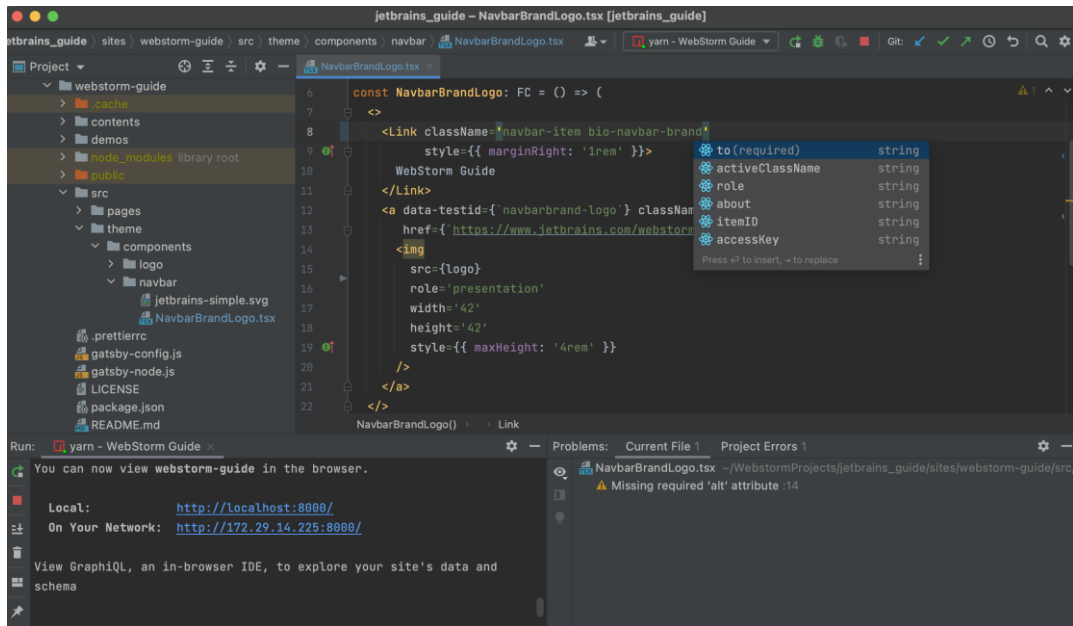 jetbrains_guide – NavbarBrandLogo.tsx [jetbrains_guide]
etbrains_guide sites webstorm-guide src theme components navbar NavbarBrandLogo.tsx yarn - WebStorm Guide Git:
Project
NavbarBrandLogo.tsx
webstorm-guide
.cache
contents
demos
node_modules library root
public
src
pages
theme
components
logo
navbar
jetbrains-simple.svg
NavbarBrandLogo.tsx
.prettierrc
gatsby-config.js
gatsby-node.js
LICENSE
package.json
README.md
6 const NavbarBrandLogo: FC = () => (
7 <>
8 <Link className='navbar-item bio-navbar-brand'
9 style={{ marginRight: '1rem' }}>
10 WebStorm Guide
11 </Link>
12 <a data-testid={`navbarbrand-logo`} classNam
13 href={`https://www.jetbrains.com/webstorm
14 <img
15 src={logo}
16 role='presentation'
17 width='42'
18 height='42'
19 style={{ maxHeight: '4rem' }}
20 />
21 </a>
22 </>
1
to(required) string
activeClassName string
role string
about string
itemID string
accessKey string
Press ↵ to insert, ⇥ to replace
NavbarBrandLogo() Link
Run: yarn - WebStorm Guide
You can now view webstorm-guide in the browser.
Local: http://localhost:8000/
On Your Network: http://172.29.14.225:8000/
View GraphiQL, an in-browser IDE, to explore your site's data and
schema
Problems: Current File 1 Project Errors 1
NavbarBrandLogo.tsx ~/WebstormProjects/jetbrains_guide/sites/webstorm-guide/src,
Missing required 'alt' attribute :14